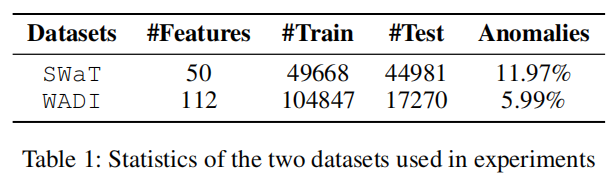 Datasets #Features #Train #Test Anomalies
SWaT 50 49668 44981 11.97%
WADI 112 104847 17270 5.99%
Table 1: Statistics of the two datasets used in experiments